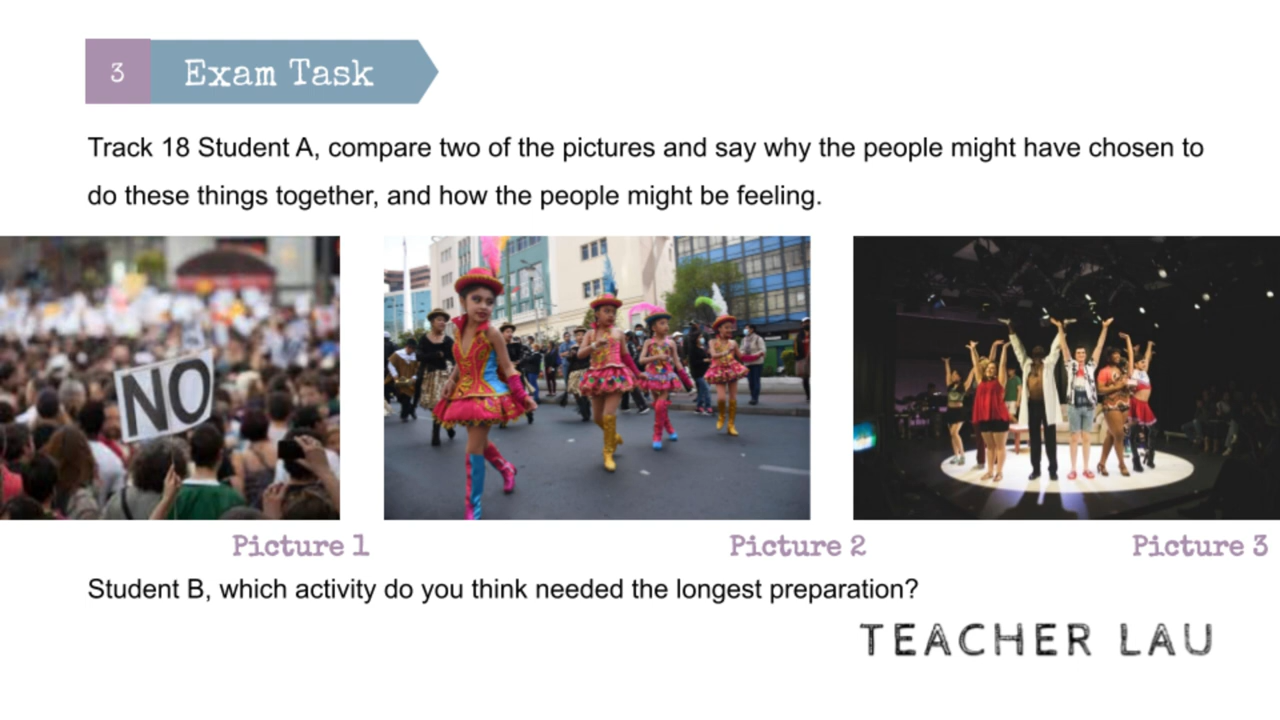 3
Exam Task
Track 18 Student A, compare two of the pictures and say why the people might have chosen to
do these things together, and how the people might be feeling.
NO
Picture 1
Picture 2
Picture 3
Student B, which activity do you think needed the longest preparation?
TEACHER LAU